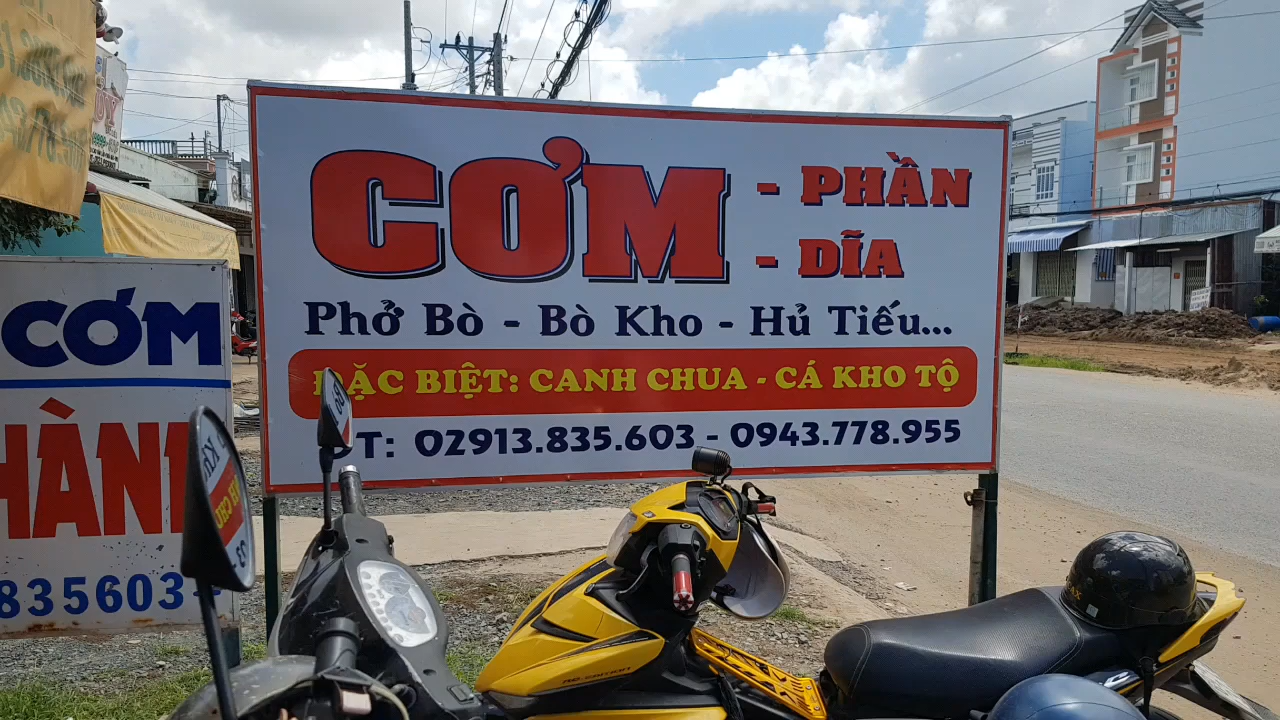 CƠM - PHẦN
- DĨA
Phở Bò - Bò Kho - Hủ Tiếu...
ĐẶC BIỆT: CANH CHUA - CÁ KHO TỘ
ĐT: 02913.835.603 - 0943.778.955
CƠM
HÀNH
835603